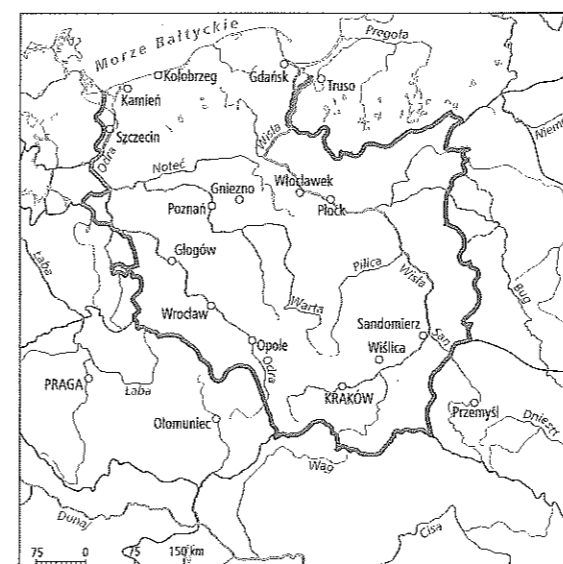 Morze Bałtyckie
Pregoła
Kołobrzeg
Gdańsk
Truso
Kamień
Szczecin
Odra
Wisła
Niemen
Noteć
Gniezno
Włocławek
Poznań
Płock
Łaba
Głogów
Pilica
Wisła
Bug
Warta
Wrocław
Sandomierz
San
Opole
Wiślica
Odra
PRAGA
Łaba
KRAKÓW
Przemyśl
Ołomuniec
Dniestr
Wag
Dunaj
Cisa
75 0 75 150 km